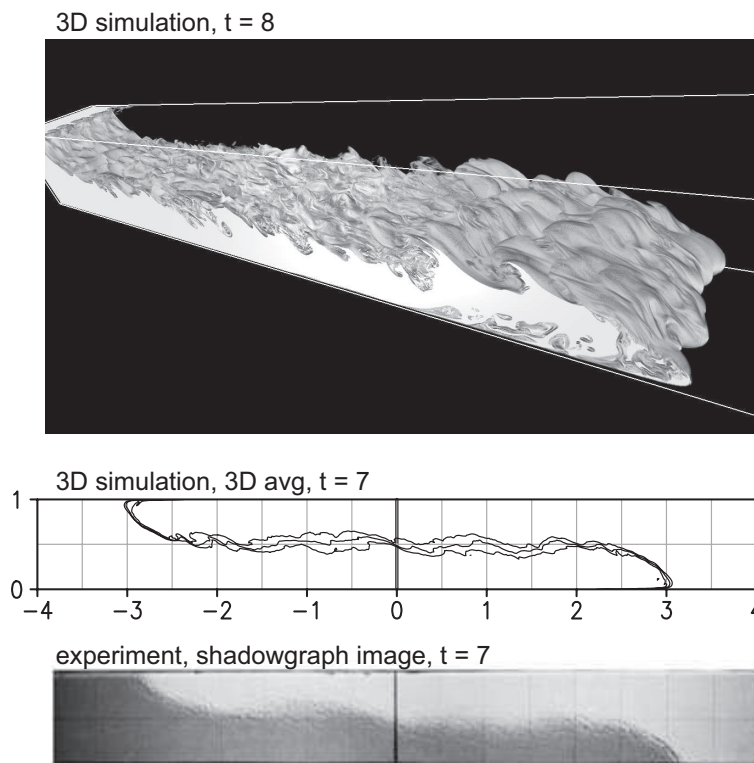 3D simulation, t = 8
3D simulation, 3D avg, t = 7
1
0
−4 −3 −2 −1 0 1 2 3 4
experiment, shadowgraph image, t = 7